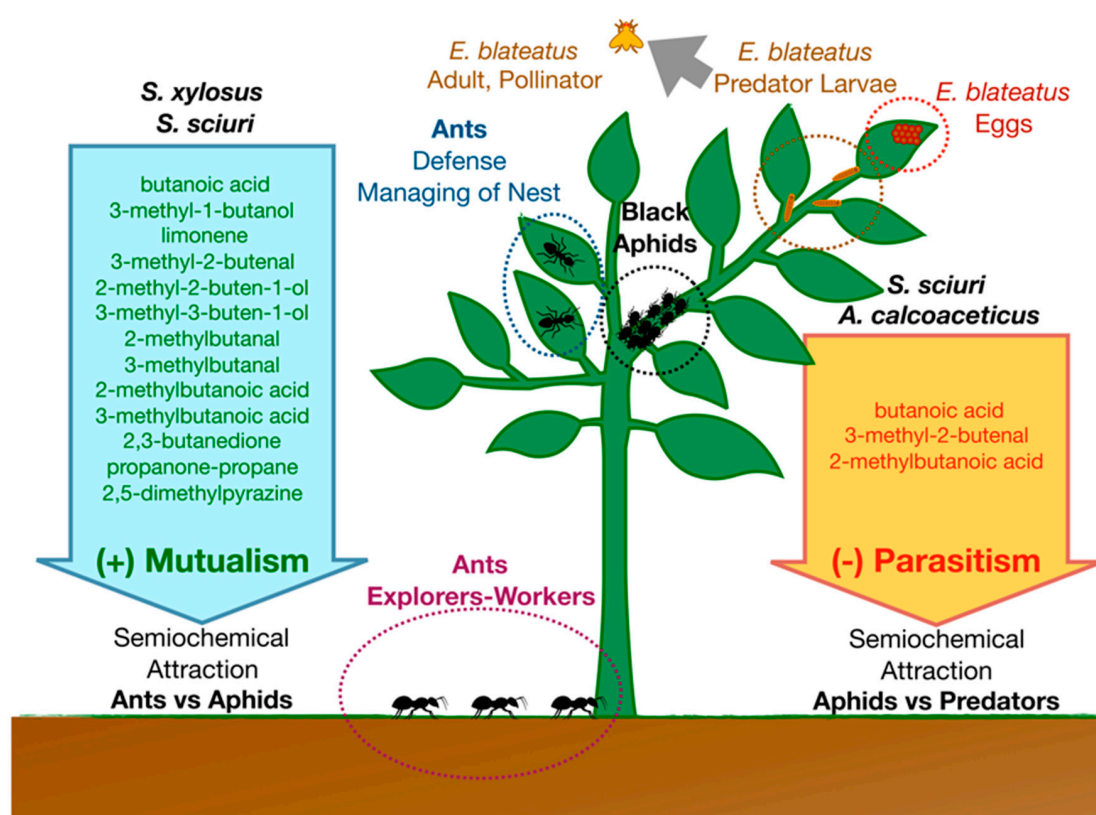 S. xylosus
S. sciuri
butanoic acid
3-methyl-1-butanol
limonene
3-methyl-2-butenal
2-methyl-2-buten-1-ol
3-methyl-3-buten-1-ol
2-methylbutanal
3-methylbutanal
2-methylbutanoic acid
3-methylbutanoic acid
2,3-butanedione
propanone-propane
2,5-dimethylpyrazine
(+) Mutualism
Semiochemical
Attraction
Ants vs Aphids
E. blateatus
Adult, Pollinator
E. blateatus
Predator Larvae
E. blateatus
Eggs
Ants
Defense
Managing of Nest
Black
Aphids
Ants
Explorers-Workers
S. sciuri
A. calcoaceticus
butanoic acid
3-methyl-2-butenal
2-methylbutanoic acid
(-) Parasitism
Semiochemical
Attraction
Aphids vs Predators